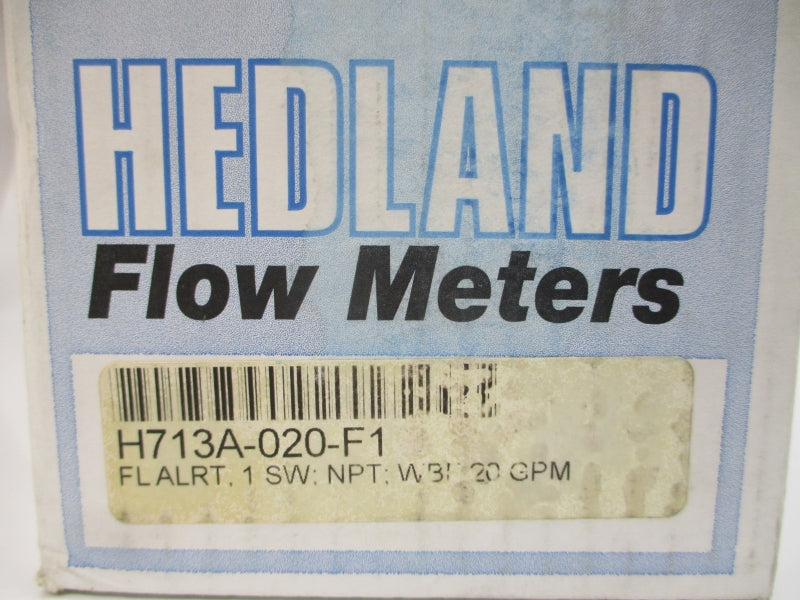 HEDLAND
Flow Meters
H713A-020-F1
FL ALRT, 1 SW; NPT; 20 GPM